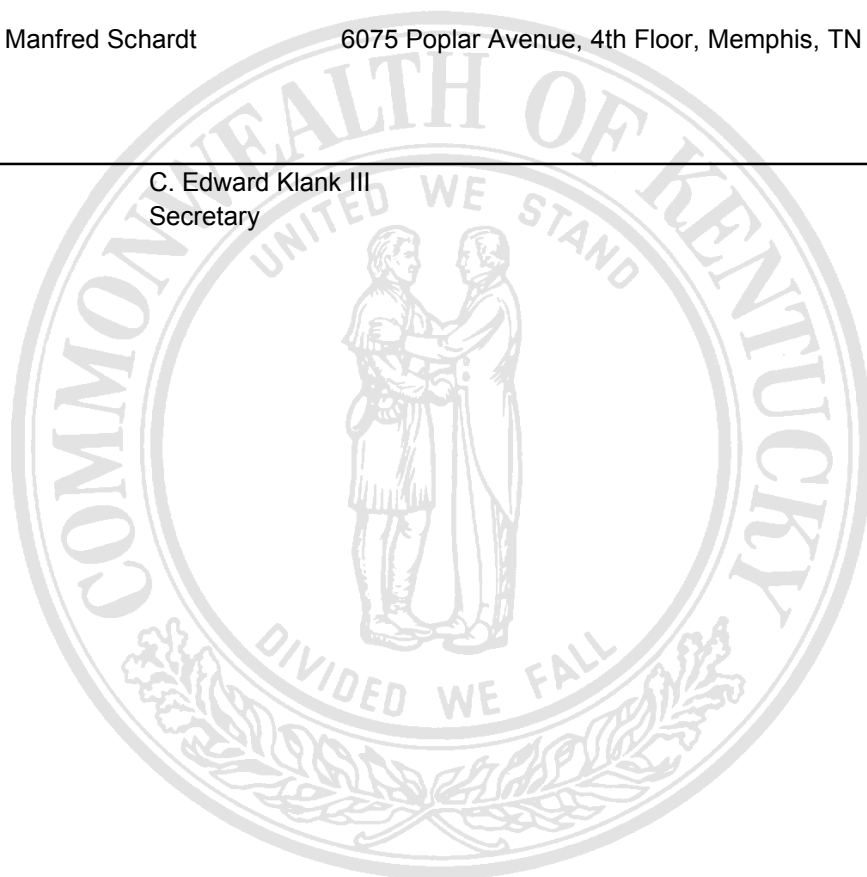 Manfred Schardt 6075 Poplar Avenue, 4th Floor, Memphis, TN
C. Edward Klank III
Secretary
COMMONWEALTH OF KENTUCKY
UNITED WE STAND
DIVIDED WE FALL